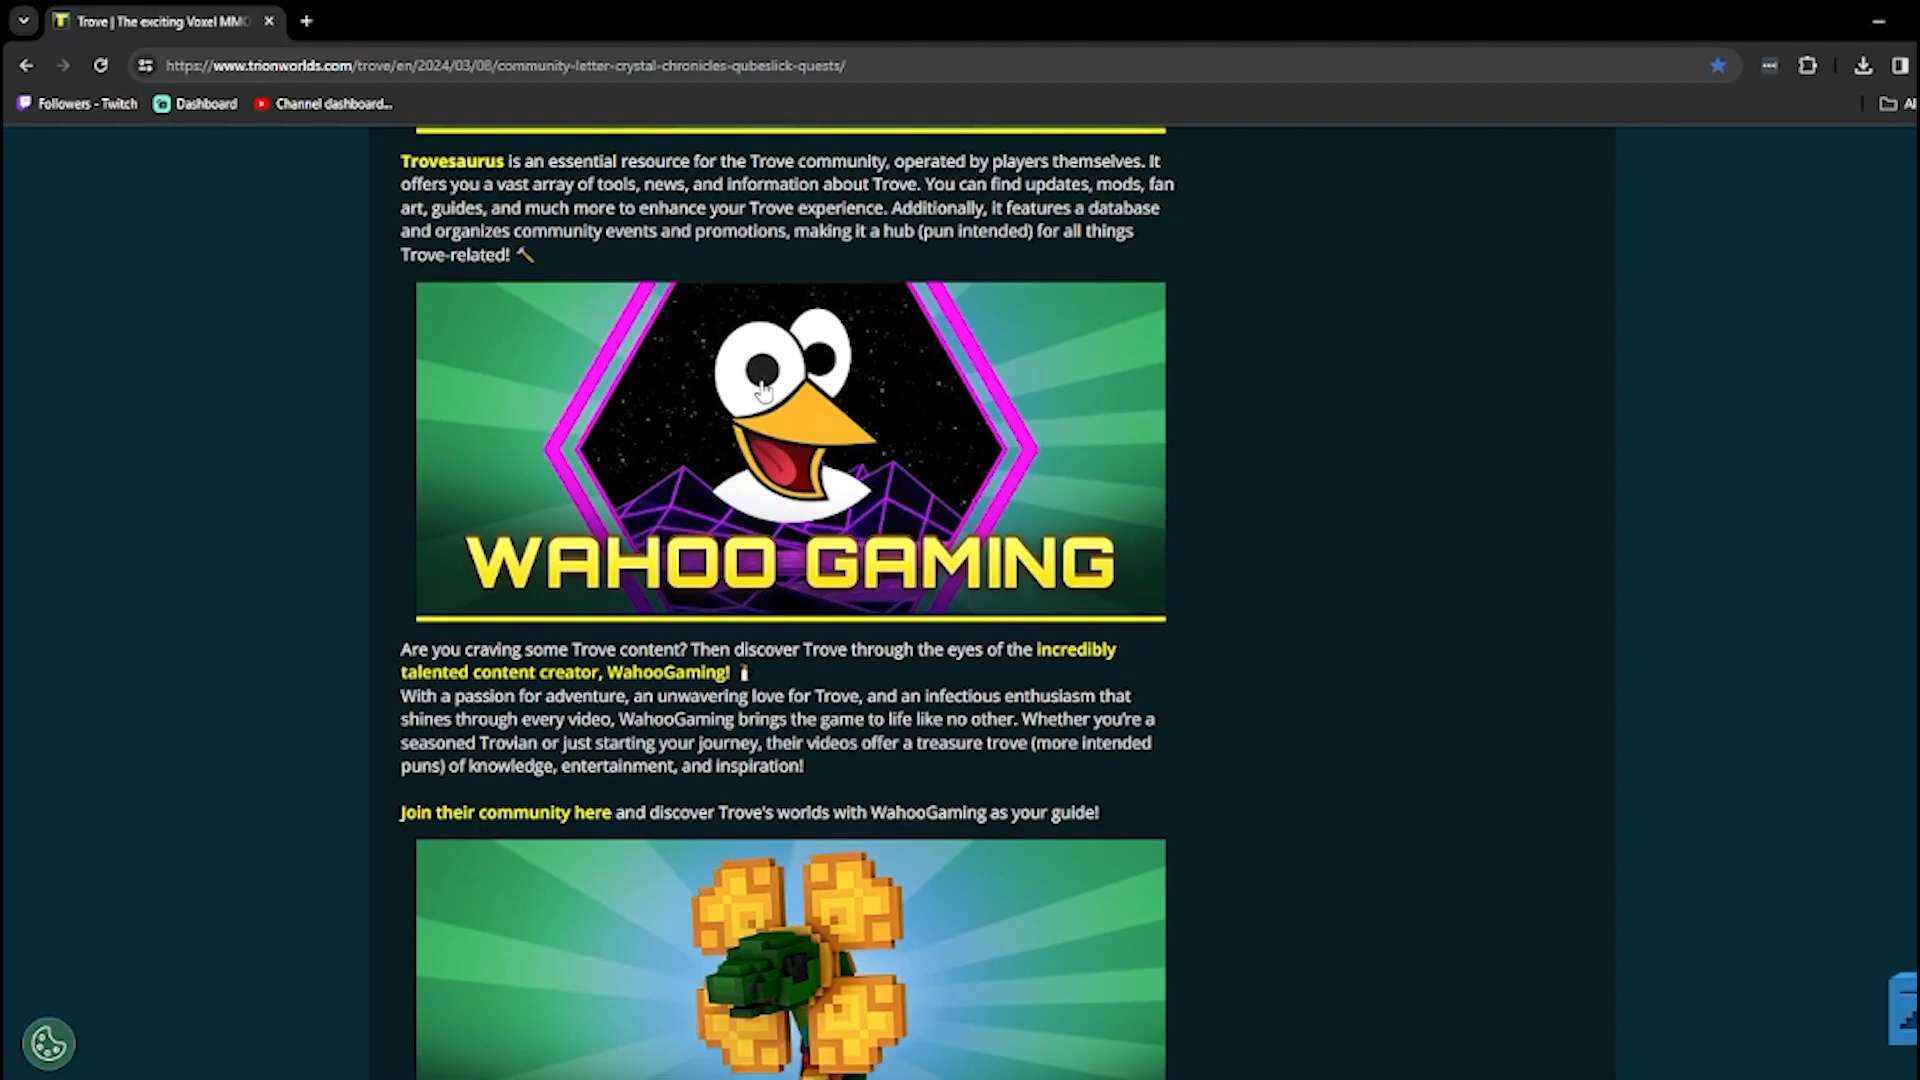 Trove | The exciting Voxel MMO
https://www.trionworlds.com/trove/en/2024/03/08/community-letter-crystal-chronicles-qubeslick-quests/
Followers - Twitch Dashboard Channel dashboard... Al
Trovesaurus is an essential resource for the Trove community, operated by players themselves. It
offers you a vast array of tools, news, and information about Trove. You can find updates, mods, fan
art, guides, and much more to enhance your Trove experience. Additionally, it features a database
and organizes community events and promotions, making it a hub (pun intended) for all things
Trove-related!
WAHOO GAMING
Are you craving some Trove content? Then discover Trove through the eyes of the incredibly
talented content creator, WahooGaming!
With a passion for adventure, an unwavering love for Trove, and an infectious enthusiasm that
shines through every video, WahooGaming brings the game to life like no other. Whether you're a
seasoned Trovian or just starting your journey, their videos offer a treasure trove (more intended
puns) of knowledge, entertainment, and inspiration!
Join their community here and discover Trove's worlds with WahooGaming as your guide!